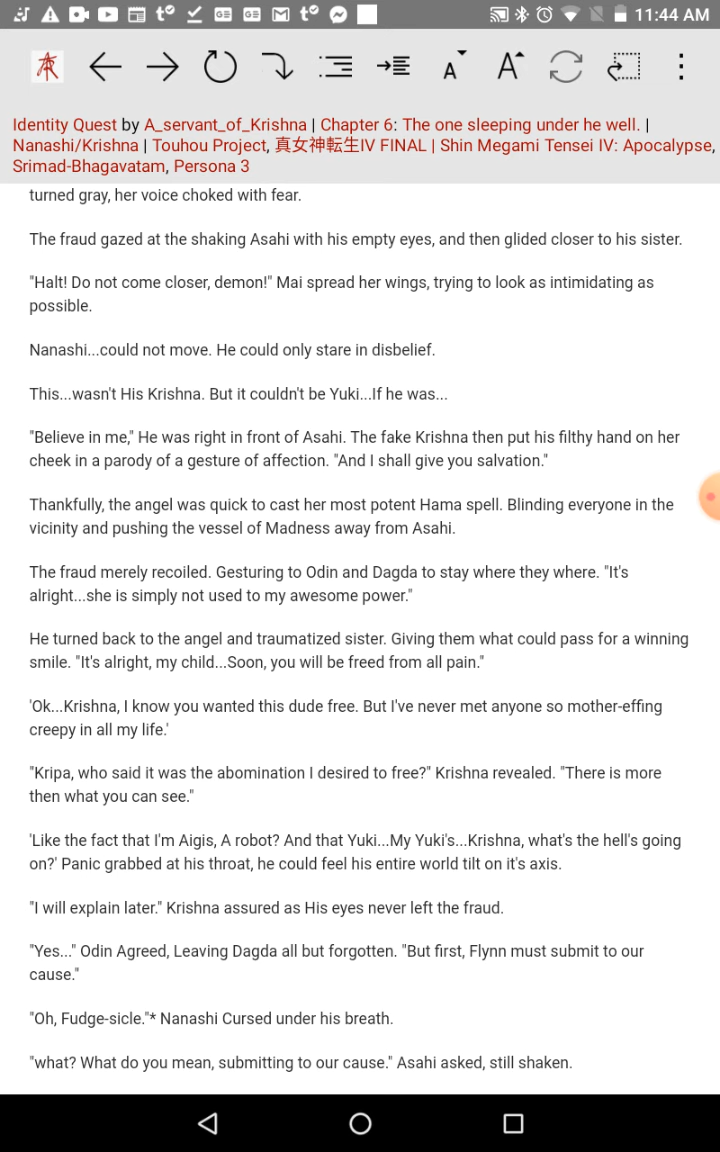 11:44 AM
A A
Identity Quest by A_servant_of_Krishna | Chapter 6: The one sleeping under he well. |
Nanashi/Krishna | Touhou Project, 真女神転生IV FINAL | Shin Megami Tensei IV: Apocalypse,
Srimad-Bhagavatam, Persona 3
turned gray, her voice choked with fear.
The fraud gazed at the shaking Asahi with his empty eyes, and then glided closer to his sister.
"Halt! Do not come closer, demon!" Mai spread her wings, trying to look as intimidating as
possible.
Nanashi...could not move. He could only stare in disbelief.
This...wasn't His Krishna. But it couldn't be Yuki...If he was...
"Believe in me," He was right in front of Asahi. The fake Krishna then put his filthy hand on her
cheek in a parody of a gesture of affection. "And I shall give you salvation."
Thankfully, the angel was quick to cast her most potent Hama spell. Blinding everyone in the
vicinity and pushing the vessel of Madness away from Asahi.
The fraud merely recoiled. Gesturing to Odin and Dagda to stay where they where. "It's
alright...she is simply not used to my awesome power."
He turned back to the angel and traumatized sister. Giving them what could pass for a winning
smile. "It's alright, my child...Soon, you will be freed from all pain."
'Ok...Krishna, I know you wanted this dude free. But I've never met anyone so mother-effing
creepy in all my life.'
"Kripa, who said it was the abomination I desired to free?" Krishna revealed. "There is more
then what you can see."
'Like the fact that I'm Aigis, A robot? And that Yuki...My Yuki's...Krishna, what's the hell's going
on?' Panic grabbed at his throat, he could feel his entire world tilt on it's axis.
"I will explain later." Krishna assured as His eyes never left the fraud.
"Yes..." Odin Agreed, Leaving Dagda all but forgotten. "But first, Flynn must submit to our
cause."
"Oh, Fudge-sicle."* Nanashi Cursed under his breath.
"what? What do you mean, submitting to our cause." Asahi asked, still shaken.